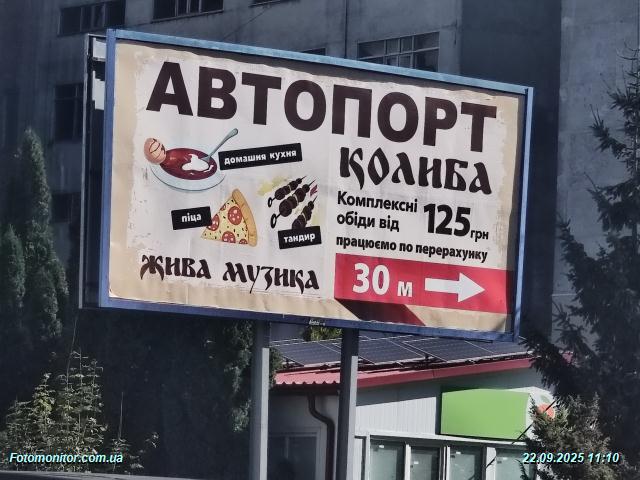 АВТОПОРТ
КОЛИБА
домашня кухня
піца
тандир
Комплексні
обіди від 125грн
працюємо по перерахунку
ЖИВА МУЗИКА
30 м
Fotomonitor.com.ua
22.09.2025 11:10